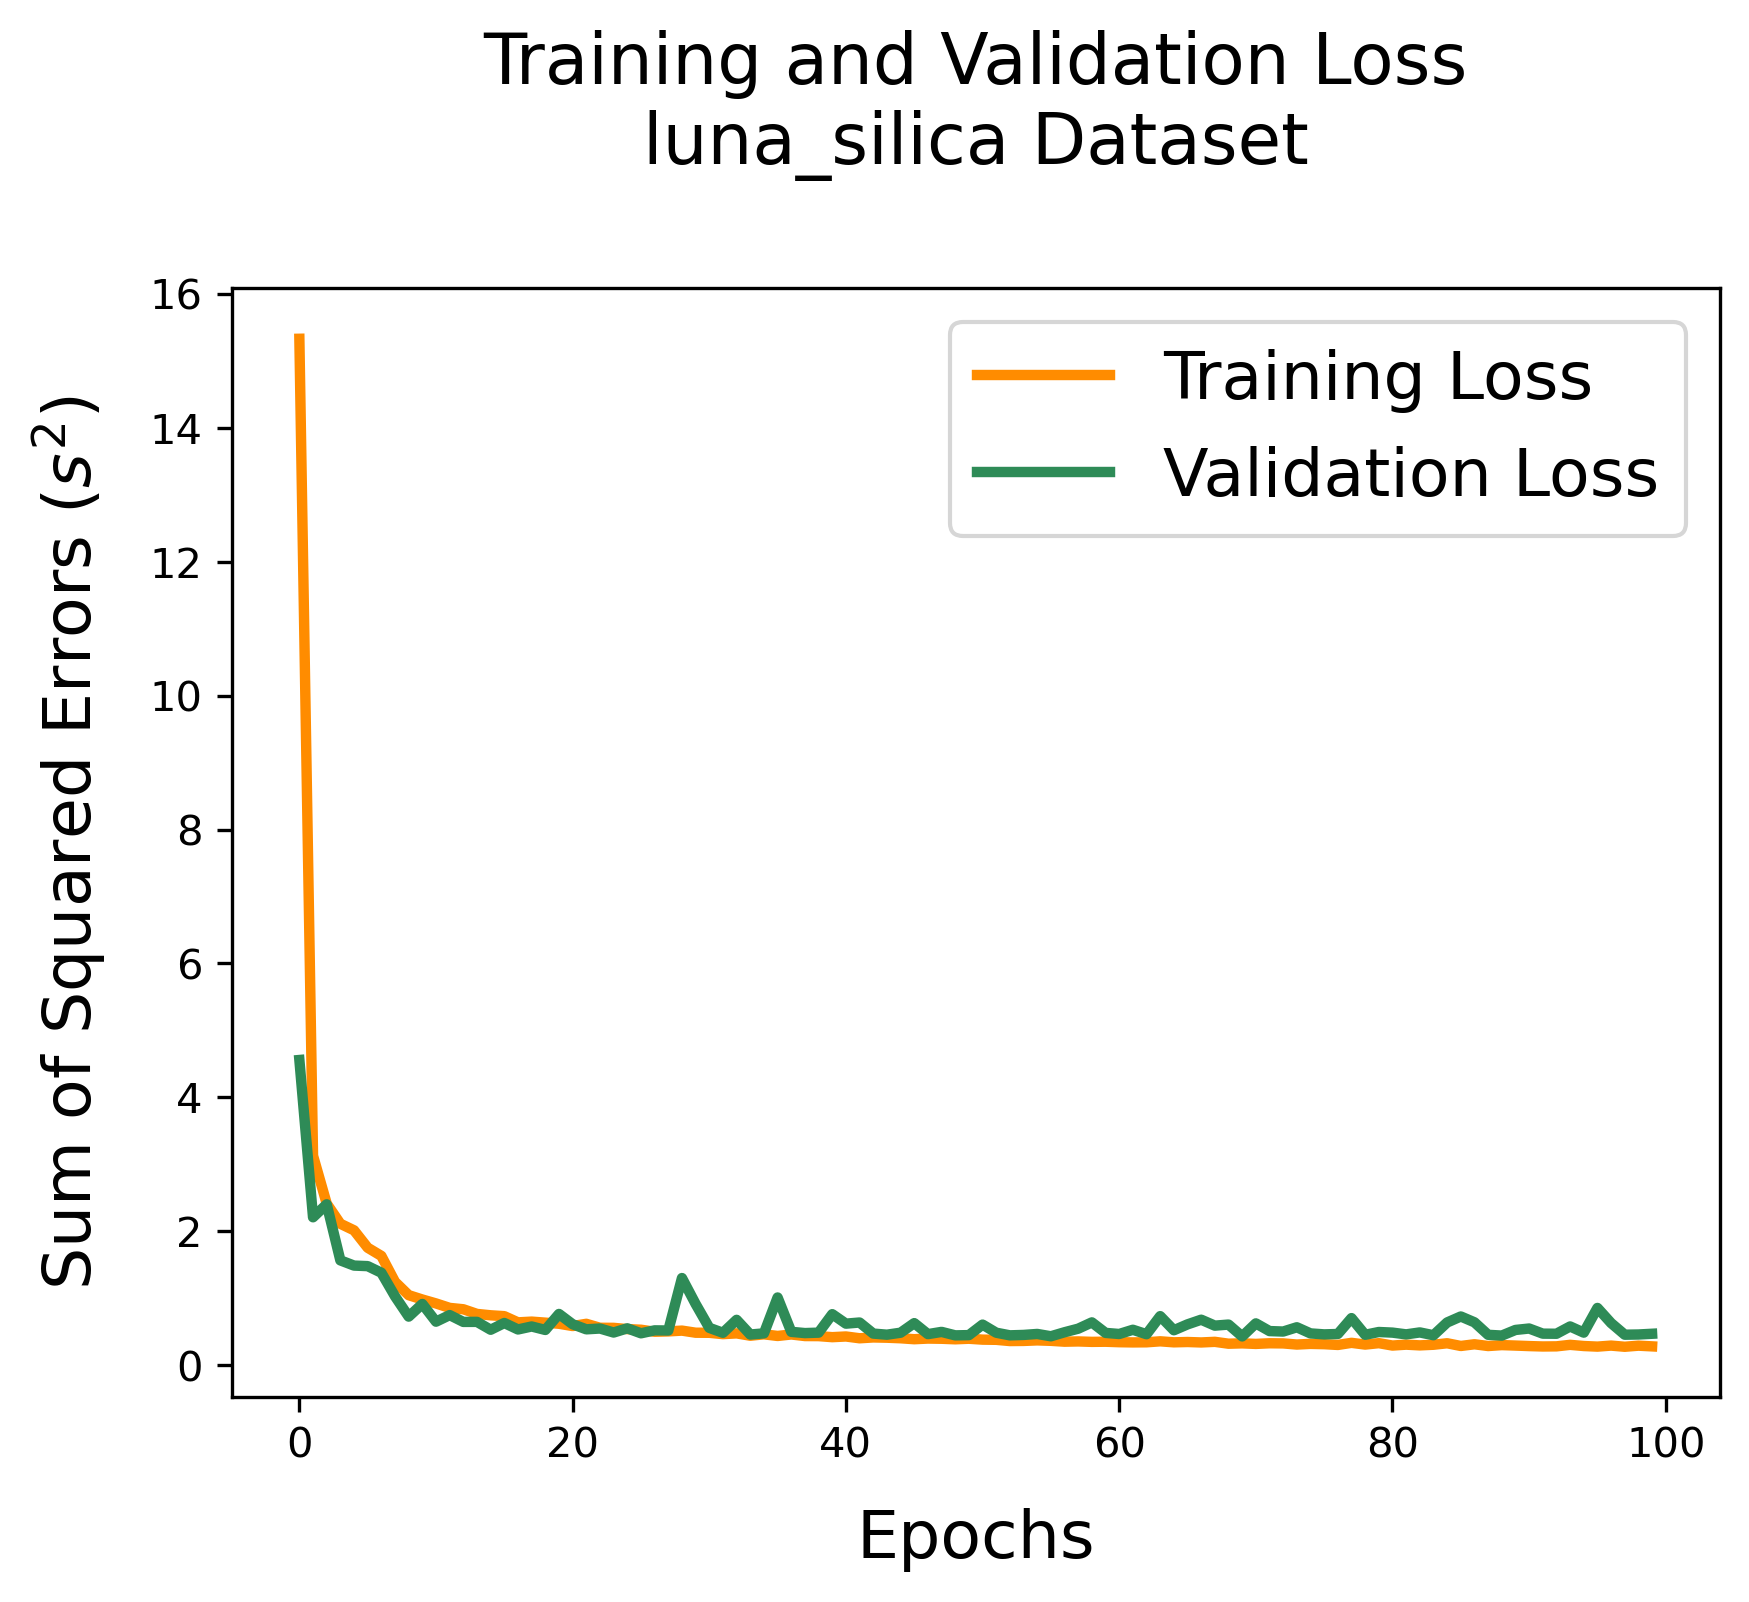 Training and Validation Loss
luna_silica Dataset
Sum of Squared Errors (s²)
16
14
12
10
8
6
4
2
0
Training Loss
Validation Loss
0 20 40 60 80 100
Epochs